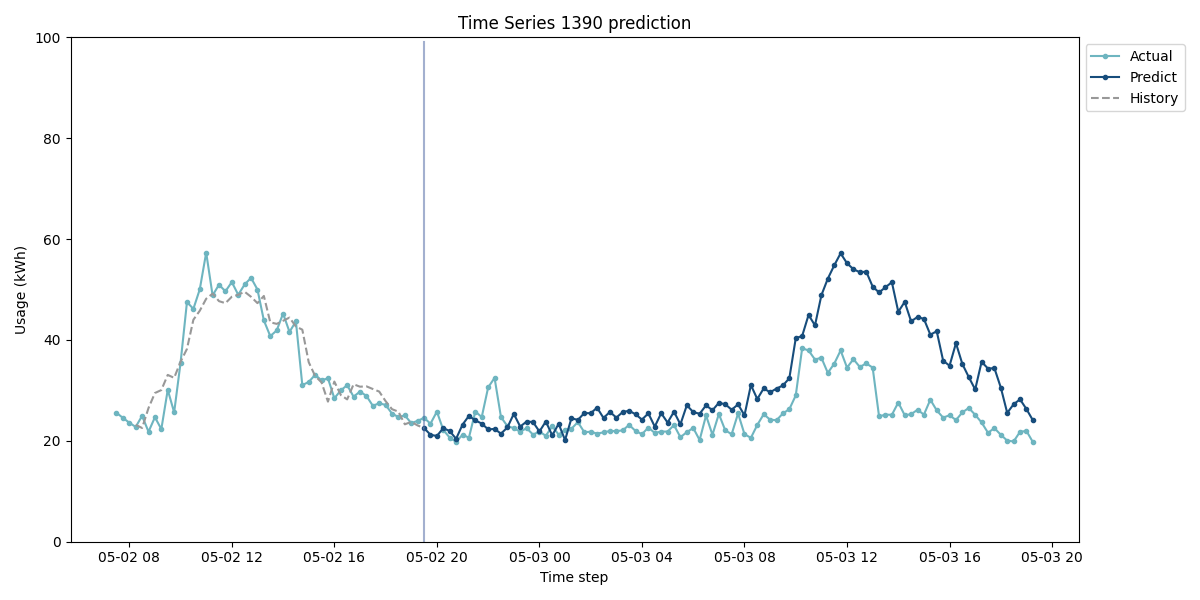 Time Series 1390 prediction
Actual
Predict
History
Usage (kWh)
100
80
60
40
20
0
05-02 08
05-02 12
05-02 16
05-02 20
05-03 00
05-03 04
05-03 08
05-03 12
05-03 16
05-03 20
Time step